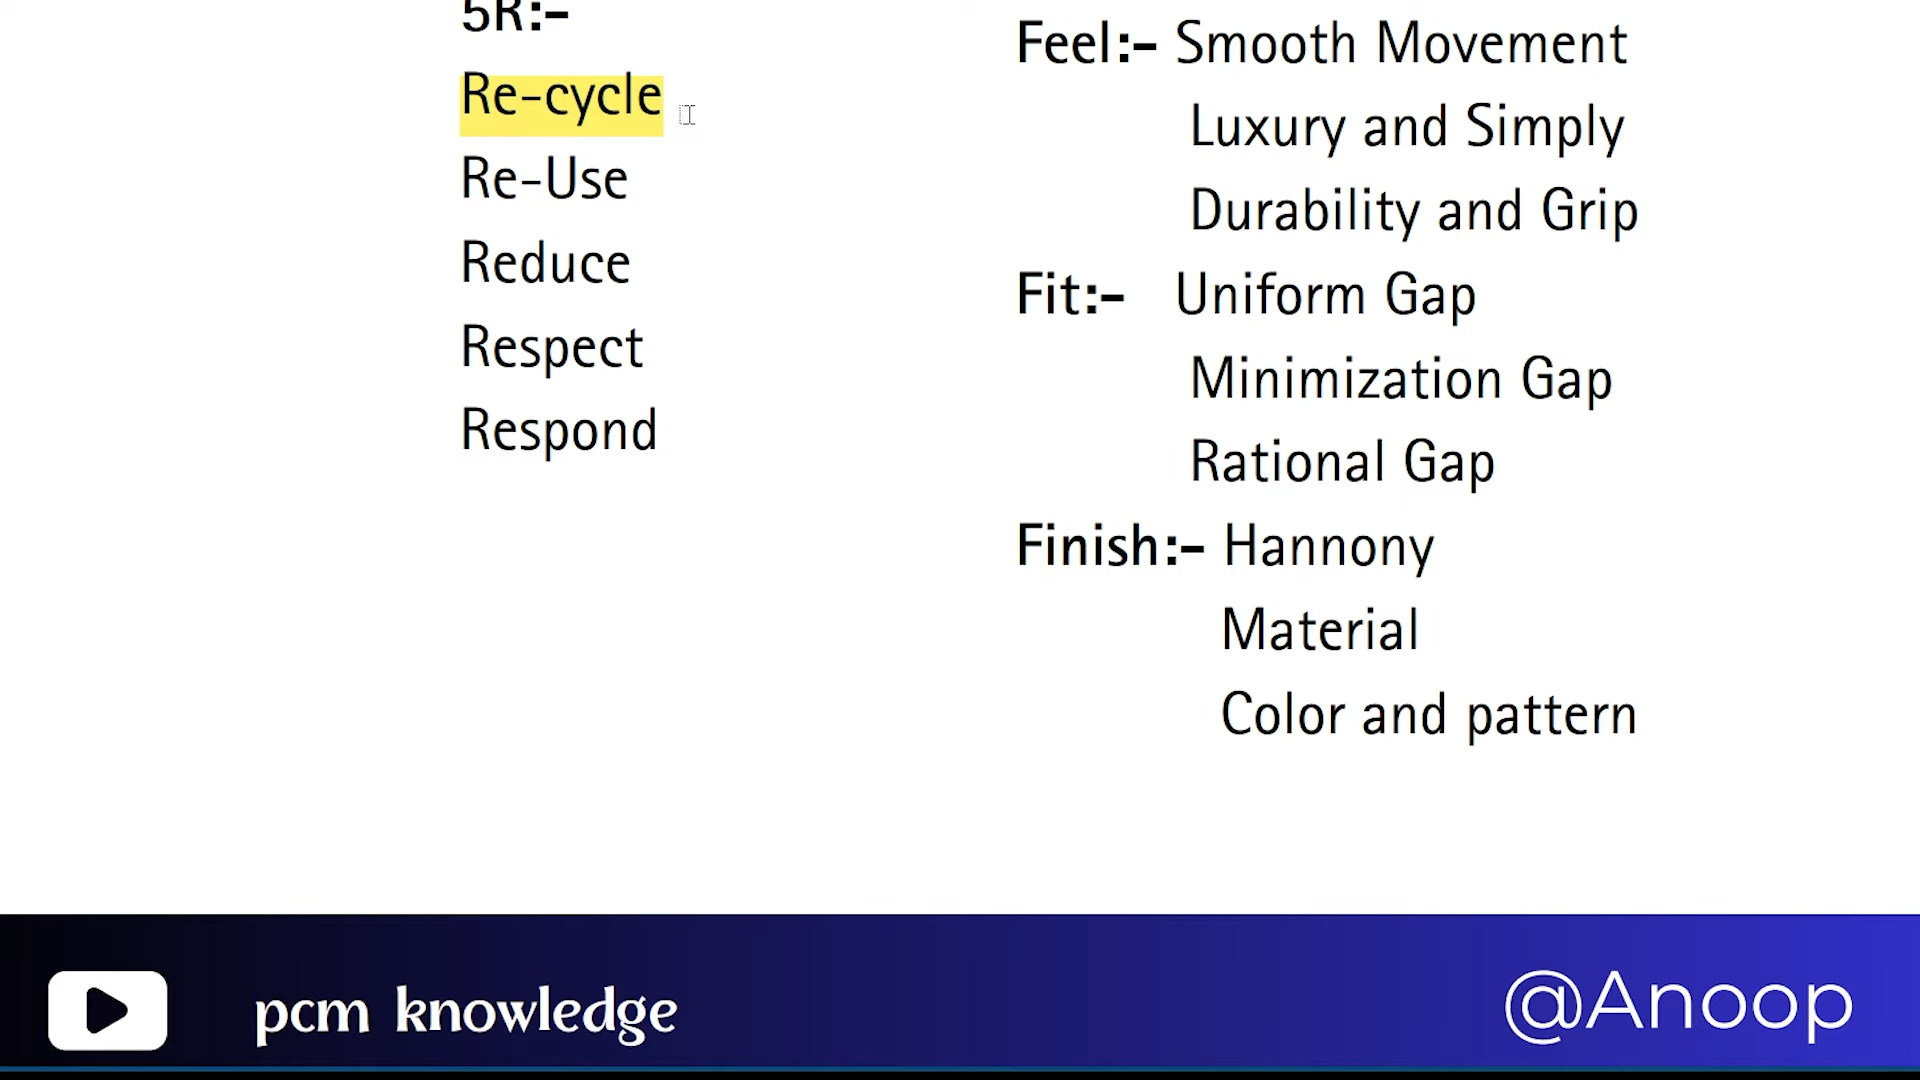 5R:-
Re-cycle
Re-Use
Reduce
Respect
Respond
Feel:- Smooth Movement
Luxury and Simply
Durability and Grip
Fit:- Uniform Gap
Minimization Gap
Rational Gap
Finish:- Hannony
Material
Color and pattern
pcm knowledge
@Anoop